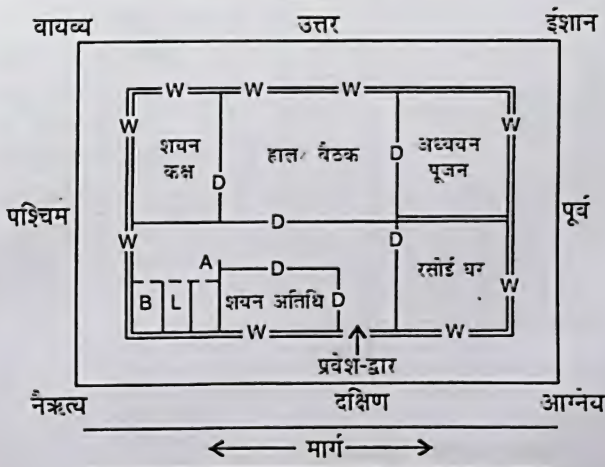 वायव्य उत्तर ईशान
W W W
W W
शयन
कक्ष
हाल बैठक
अध्ययन
पूजन
D D
पश्चिम D पूर्व
W D
A D रसोई घर
B L शयन अतिथि D W
W W
प्रवेश-द्वार
नैऋत्य दक्षिण आग्नेय
मार्ग